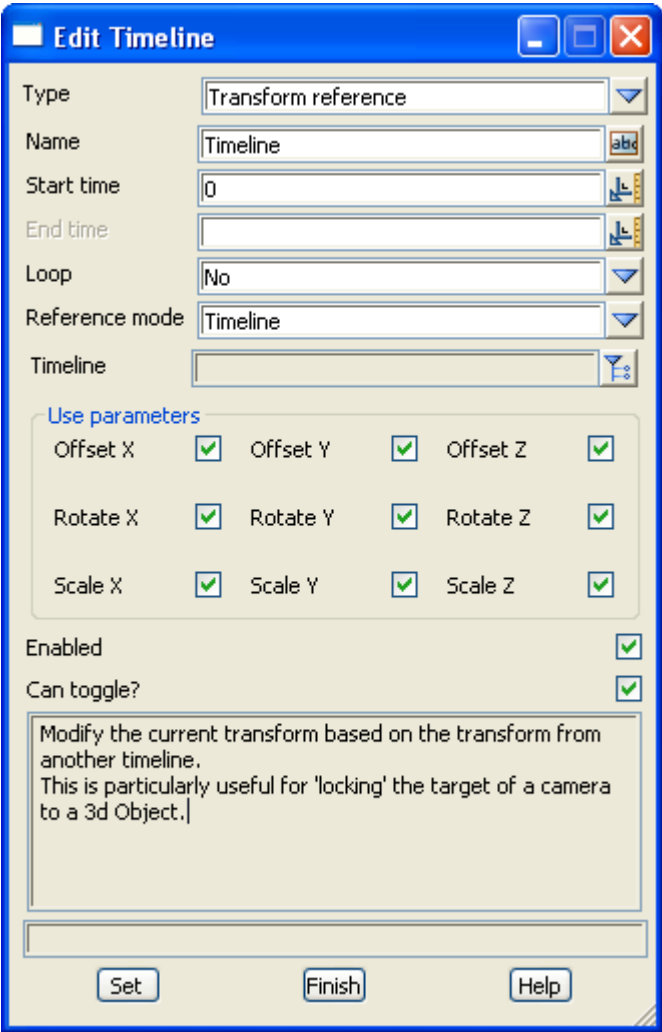 Edit Timeline
Type Transform reference
Name Timeline abc
Start time 0
End time
Loop No
Reference mode Timeline
Timeline
Use parameters
Offset X Offset Y Offset Z
Rotate X Rotate Y Rotate Z
Scale X Scale Y Scale Z
Enabled
Can toggle?
Modify the current transform based on the transform from
another timeline.
This is particularly useful for 'locking' the target of a camera
to a 3d Object.
Set Finish Help